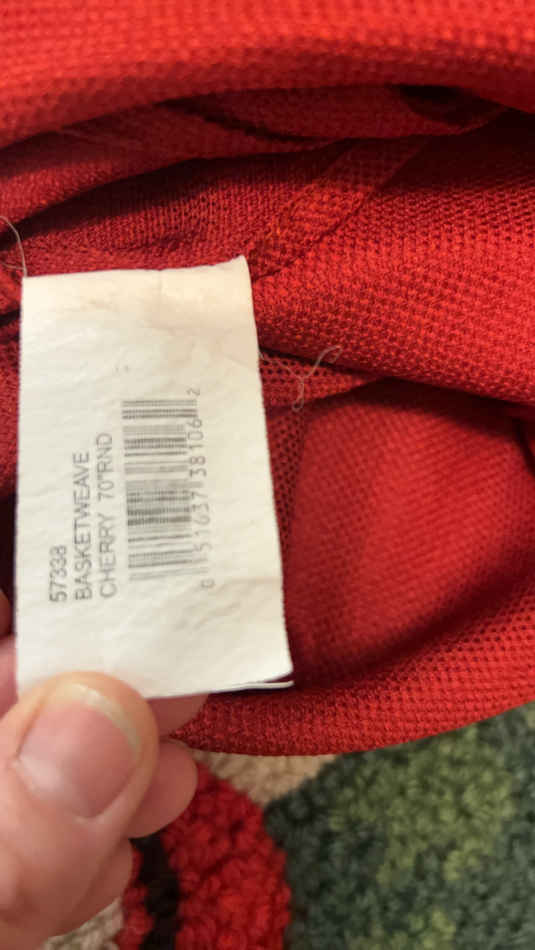 57338
BASKETWEAVE
CHERRY 70"RND
0 51637 38106 2